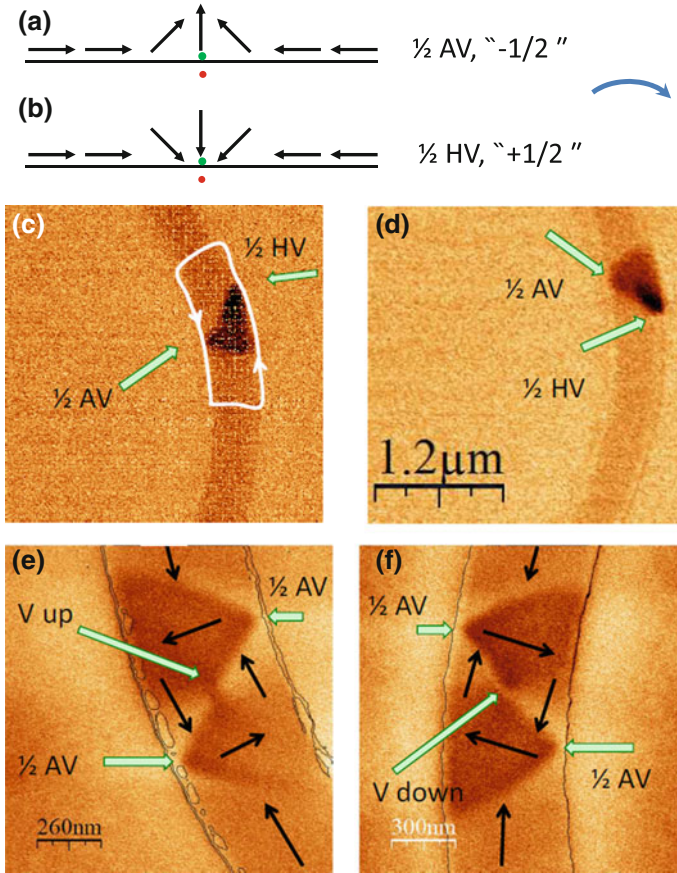 (a)
½ AV, “-1/2 ”
(b)
½ HV, “+1/2 ”
(c)
½ HV
½ AV
(d)
½ AV
½ HV
1.2µm
(e)
½ AV
V up
½ AV
260nm
(f)
½ AV
½ AV
V down
300nm